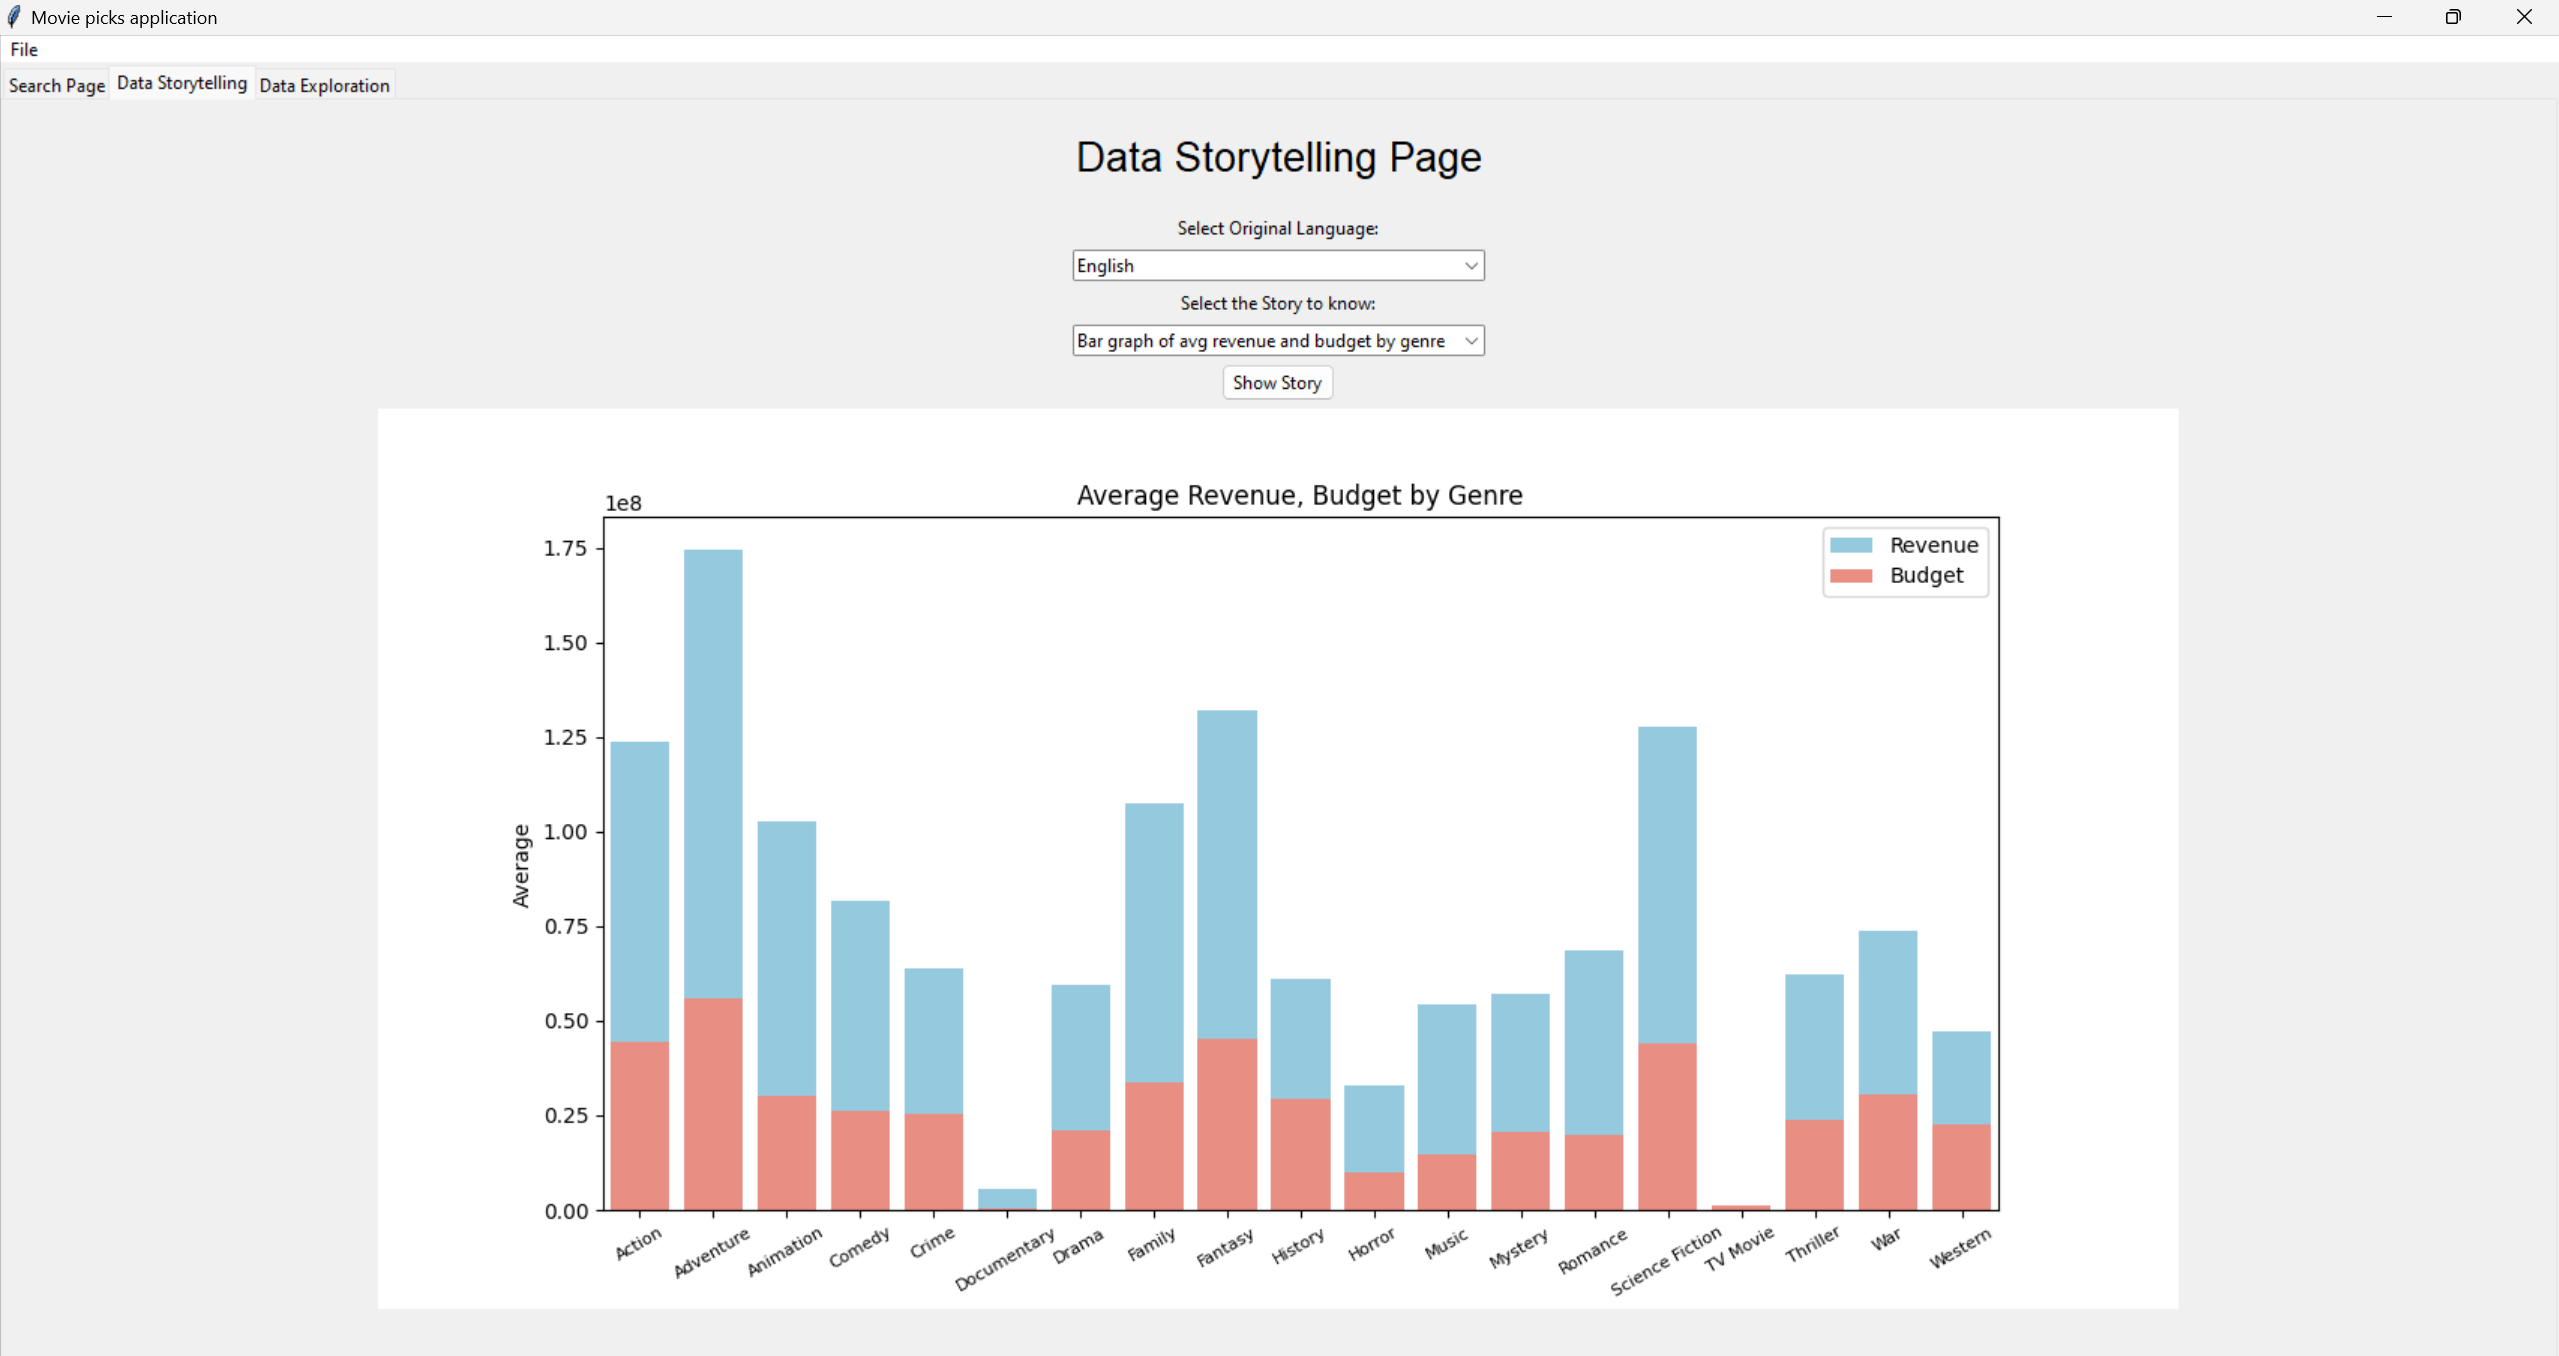 Movie picks application
File
Search Page Data Storytelling Data Exploration
Data Storytelling Page
Select Original Language:
English
Select the Story to know:
Bar graph of avg revenue and budget by genre
Show Story
Average Revenue, Budget by Genre
1e8
Revenue
Budget
1.75
1.50
1.25
1.00
0.75
0.50
0.25
0.00
Average
Action Adventure Animation Comedy Crime Documentary Drama Family Fantasy History Horror Music Mystery Romance Science Fiction TV Movie Thriller War Western